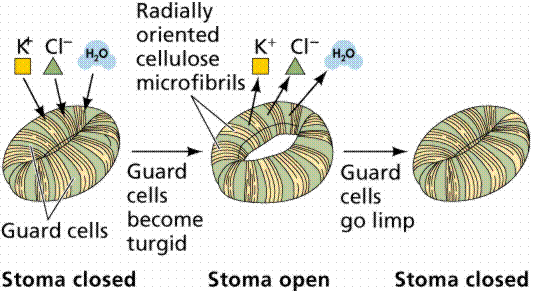 K+ Cl− H₂O
Guard cells
Stoma closed
Guard
cells
become
turgid
Radially
oriented
cellulose
microfibrils
K+ Cl− H₂O
Stoma open
Guard
cells
go limp
Stoma closed